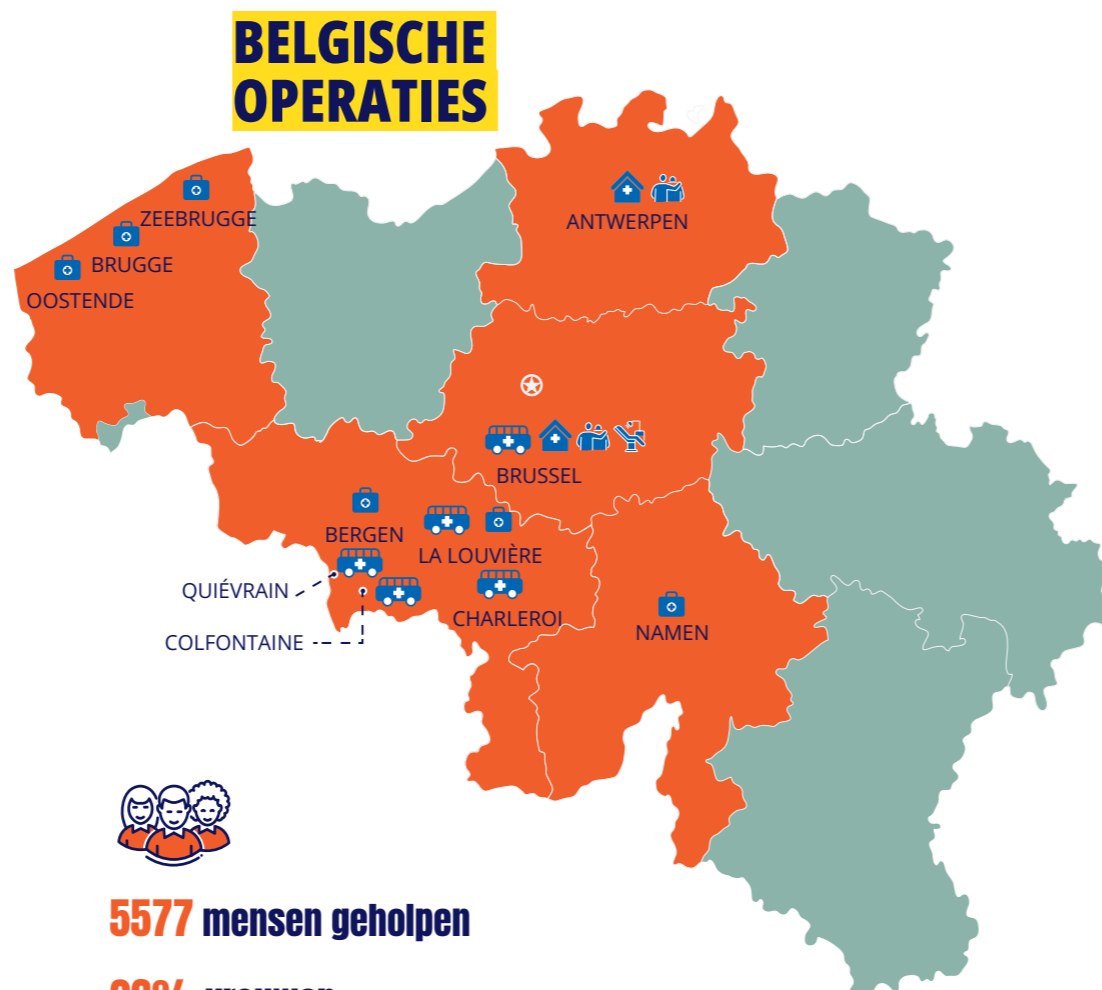 BELGISCHE
OPERATIES
ZEEBRUGGE
BRUGGE
OOSTENDE
ANTWERPEN
BRUSSEL
BERGEN
LA LOUVIÈRE
QUIÉVRAIN
CHARLEROI
COLFONTAINE
NAMEN
5577 mensen geholpen